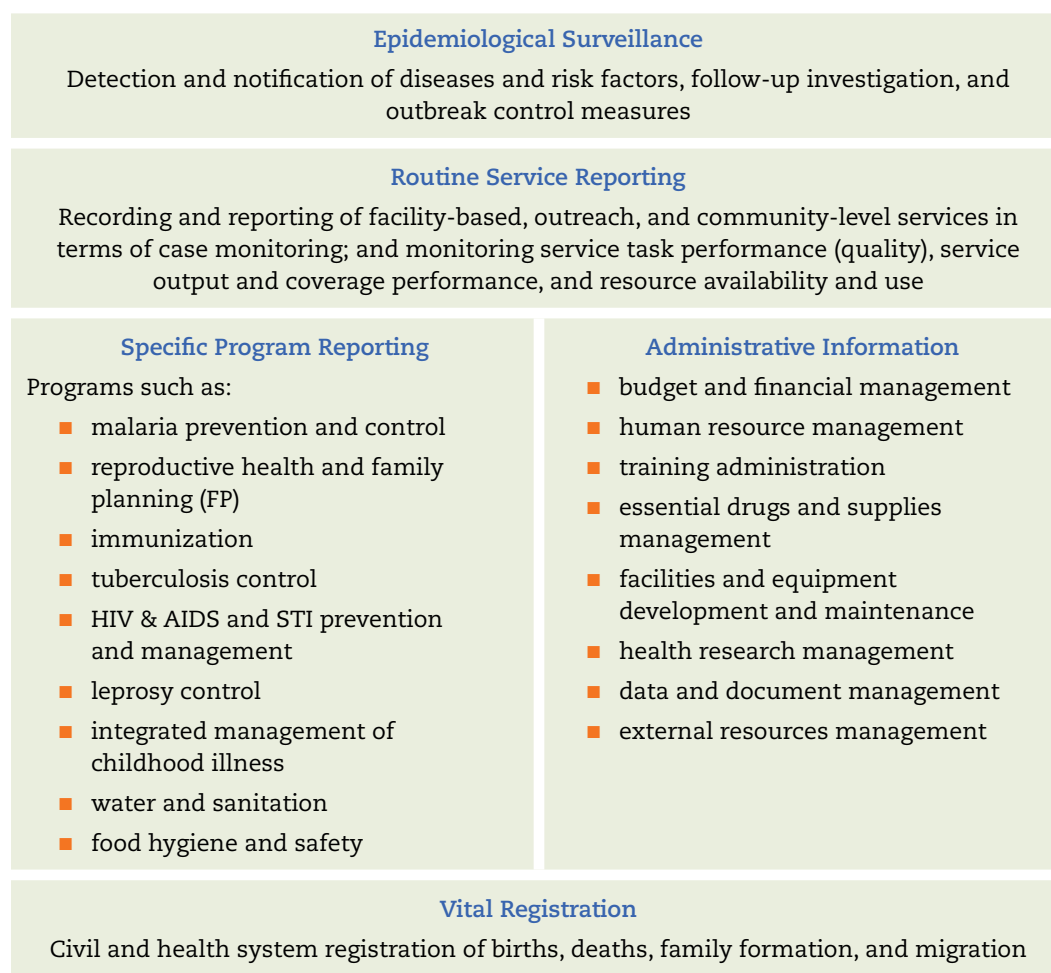 Epidemiological Surveillance
Detection and notification of diseases and risk factors, follow-up investigation, and
outbreak control measures
Routine Service Reporting
Recording and reporting of facility-based, outreach, and community-level services in
terms of case monitoring; and monitoring service task performance (quality), service
output and coverage performance, and resource availability and use
Specific Program Reporting
Programs such as:
■ malaria prevention and control
■ reproductive health and family
planning (FP)
■ immunization
■ tuberculosis control
■ HIV & AIDS and STI prevention
and management
■ leprosy control
■ integrated management of
childhood illness
■ water and sanitation
■ food hygiene and safety
Administrative Information
■ budget and financial management
■ human resource management
■ training administration
■ essential drugs and supplies
management
■ facilities and equipment
development and maintenance
■ health research management
■ data and document management
■ external resources management
Vital Registration
Civil and health system registration of births, deaths, family formation, and migration